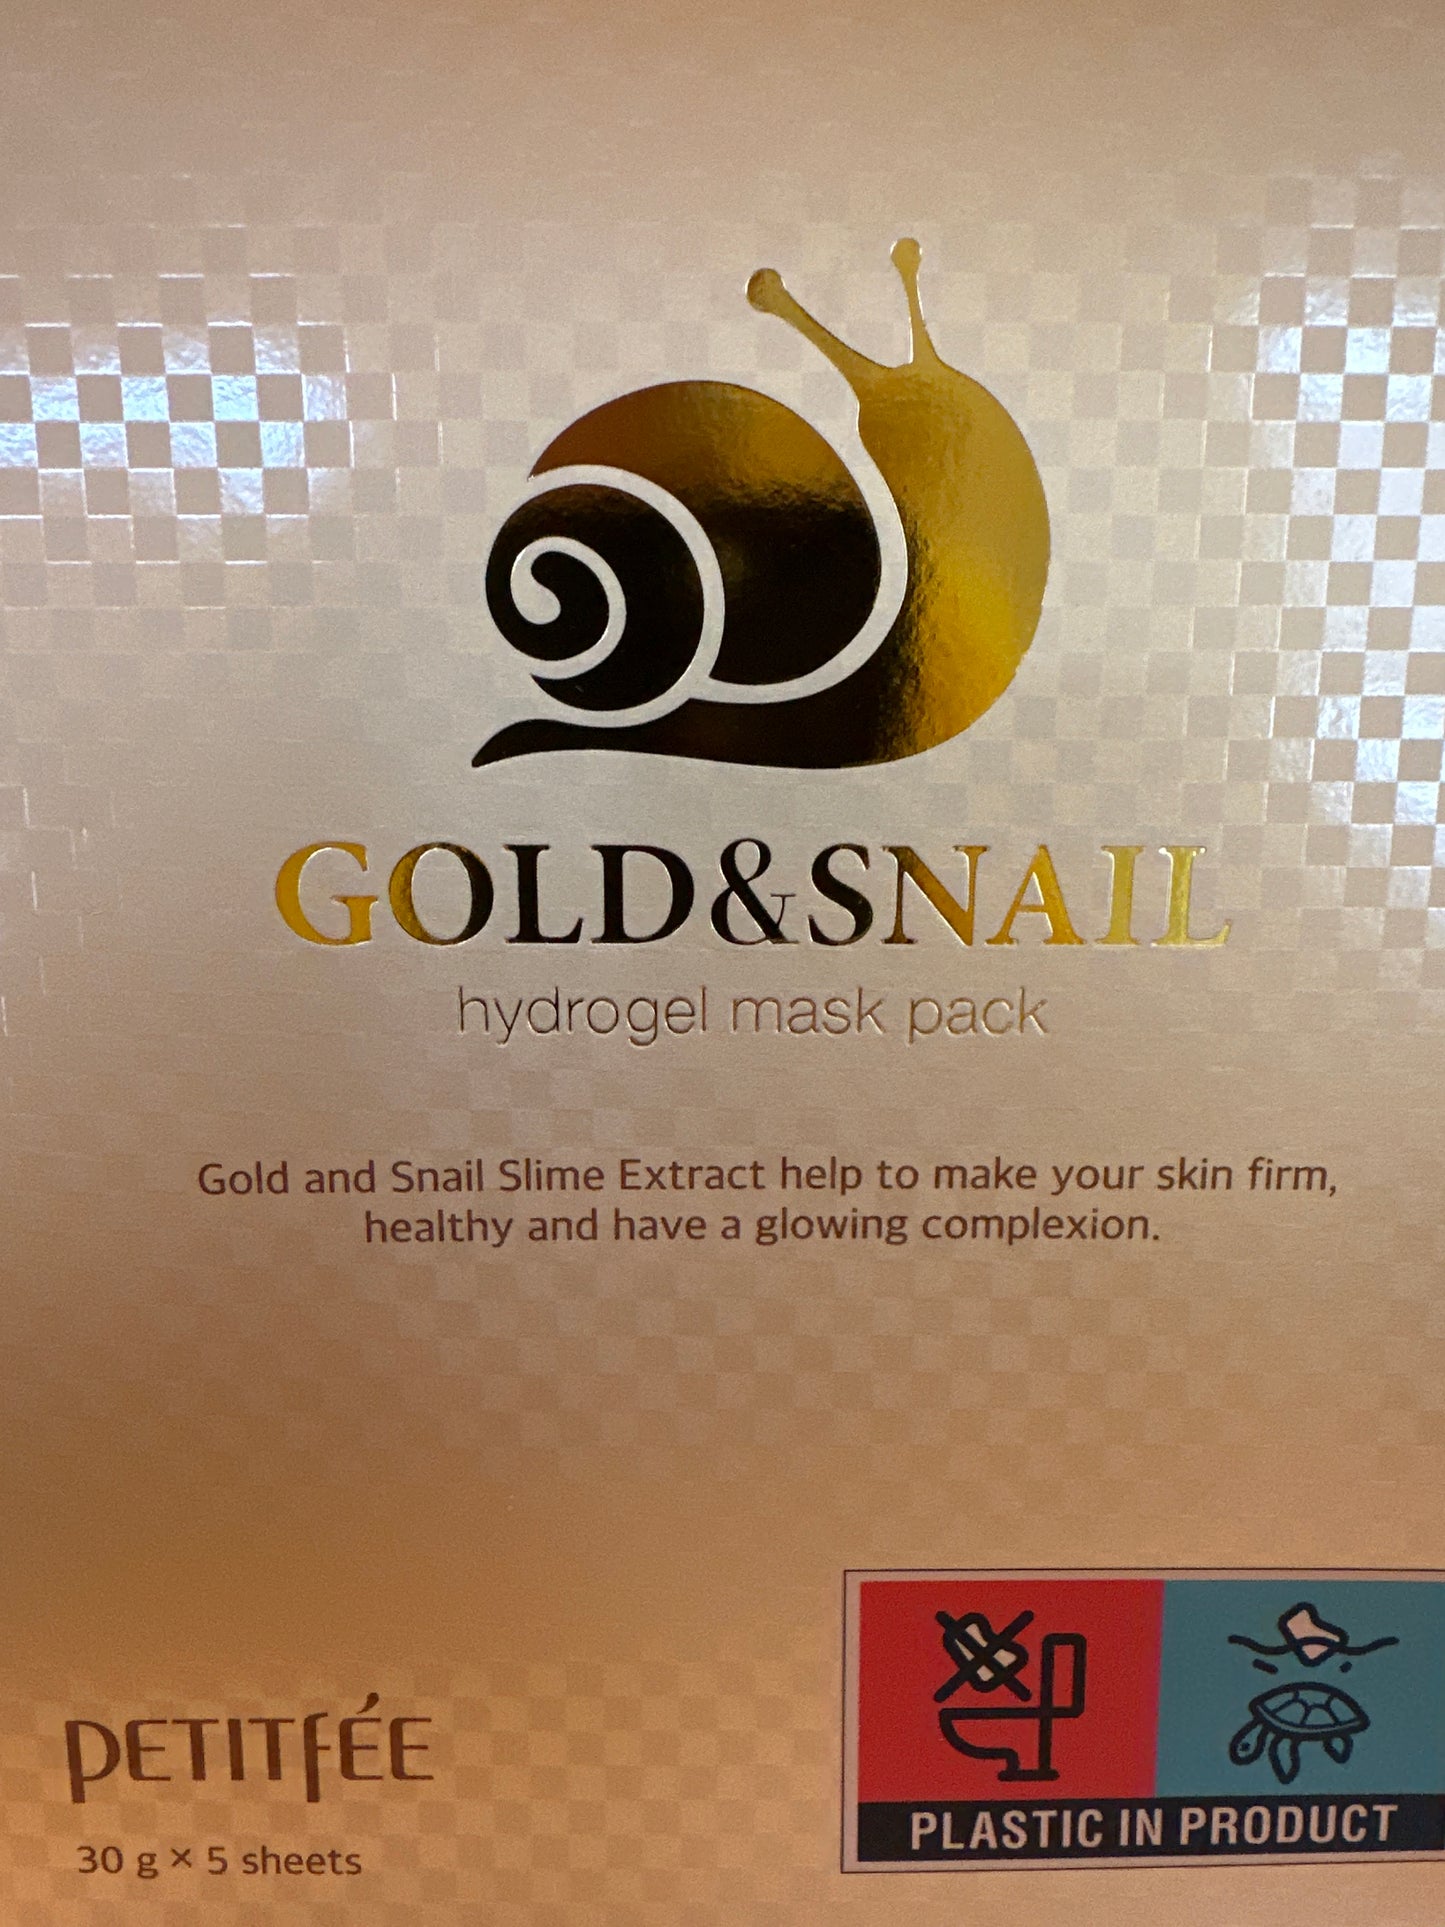 GOLD&SNAIL
hydrogel mask pack
Gold and Snail Slime Extract help to make your skin firm,
healthy and have a glowing complexion.
PETITFÉE
30 g × 5 sheets
PLASTIC IN PRODUCT